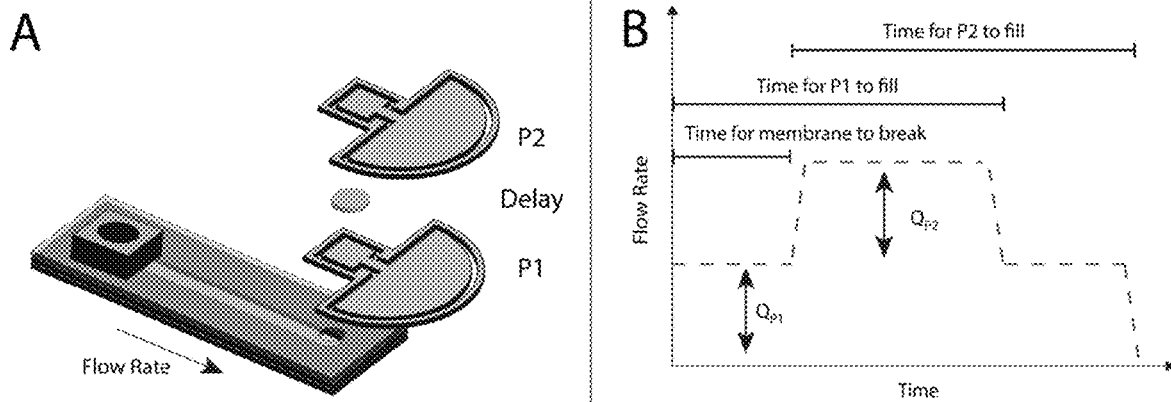 A
P2
Delay
P1
Flow Rate
B
Time for P2 to fill
Time for P1 to fill
Time for membrane to break
Flow Rate
QP2
QP1
Time